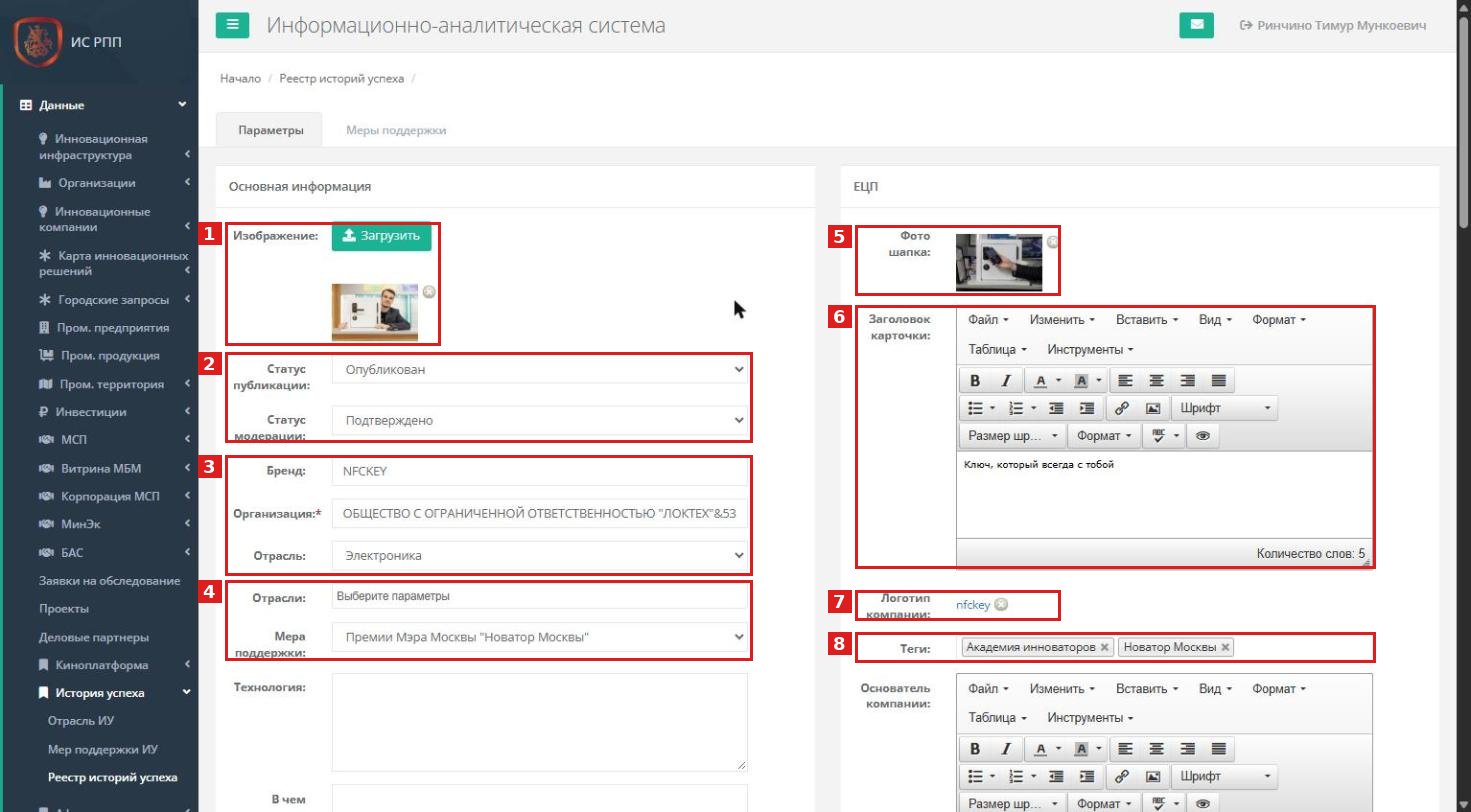 ИС РПП
Информационно-аналитическая система
Ринчино Тимур Мункоевич
Данные
Инновационная
инфраструктура
Организации
Инновационные
компании
Карта инновационных
решений
Городские запросы
Пром. предприятия
Пром. продукция
Пром. территория
Инвестиции
МСП
Витрина МБМ
Корпорация МСП
МинЭк
БАС
Заявки на обследование
Проекты
Деловые партнеры
Киноплатформа
История успеха
Отрасль ИУ
Мер поддержки ИУ
Реестр историй успеха
Начало / Реестр историй успеха /
Параметры Меры поддержки
Основная информация
1
Изображение: Загрузить
2
Статус
публикации: Опубликован
Статус
модерации: Подтверждено
3
Бренд: NFCKEY
Организация:* ОБЩЕСТВО С ОГРАНИЧЕННОЙ ОТВЕТСТВЕННОСТЬЮ "ЛОКТЕХ"&53
Отрасль: Электроника
4
Отрасли: Выберите параметры
Мера
поддержки: Премии Мэра Москвы "Новатор Москвы"
Технология:
В чем
ЕЦП
5
Фото
шапка:
6
Заголовок
карточки:
Файл Изменить Вставить Вид Формат
Таблица Инструменты
B I A A
Шрифт
Размер шр... Формат ABC
Ключ, который всегда с тобой
Количество слов: 5
7
Логотип
компании: nfckey
8
Теги: Академия инноваторов × Новатор Москвы ×
Основатель
компании:
Файл Изменить Вставить Вид Формат
Таблица Инструменты
B I A A
Шрифт
Размер шр... Формат ABC